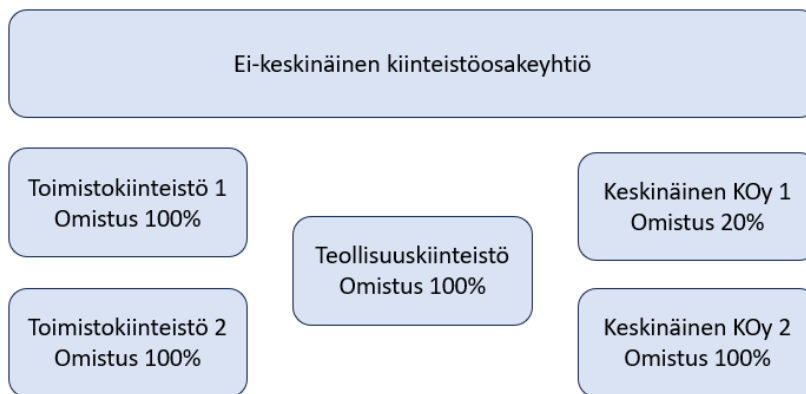 Ei-keskinäinen kiinteistöosakeyhtiö
Toimistokiinteistö 1
Omistus 100%
Toimistokiinteistö 2
Omistus 100%
Teollisuuskiinteistö
Omistus 100%
Keskinäinen KOy 1
Omistus 20%
Keskinäinen KOy 2
Omistus 100%